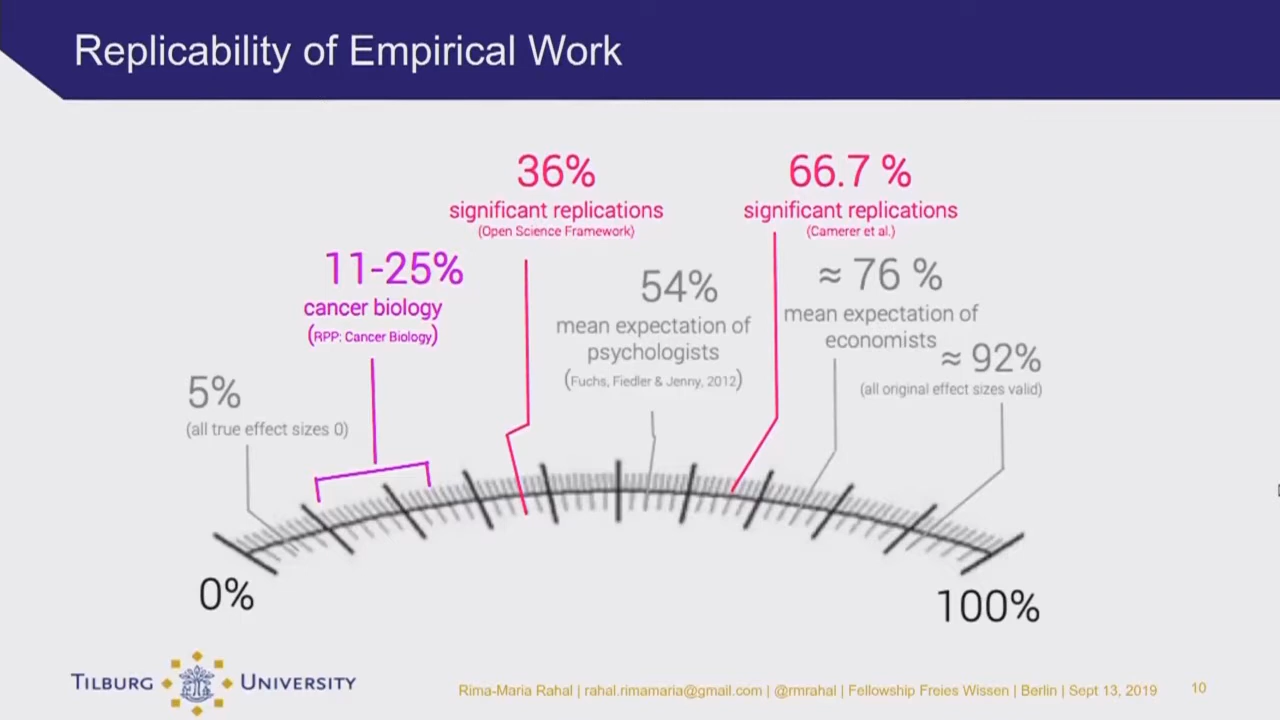 Replicability of Empirical Work
36%
significant replications
(Open Science Framework)
66.7 %
significant replications
(Camerer et al.)
11-25%
cancer biology
(RPP: Cancer Biology)
54%
mean expectation of
psychologists
(Fuchs, Fiedler & Jenny, 2012)
≈ 76 %
mean expectation of
economists
≈ 92%
(all original effect sizes valid)
5%
(all true effect sizes 0)
0%
100%
TILBURG UNIVERSITY
Rima-Maria Rahal | rahal.rimamaria@gmail.com | @rmrahal | Fellowship Freies Wissen | Berlin | Sept 13, 2019
10